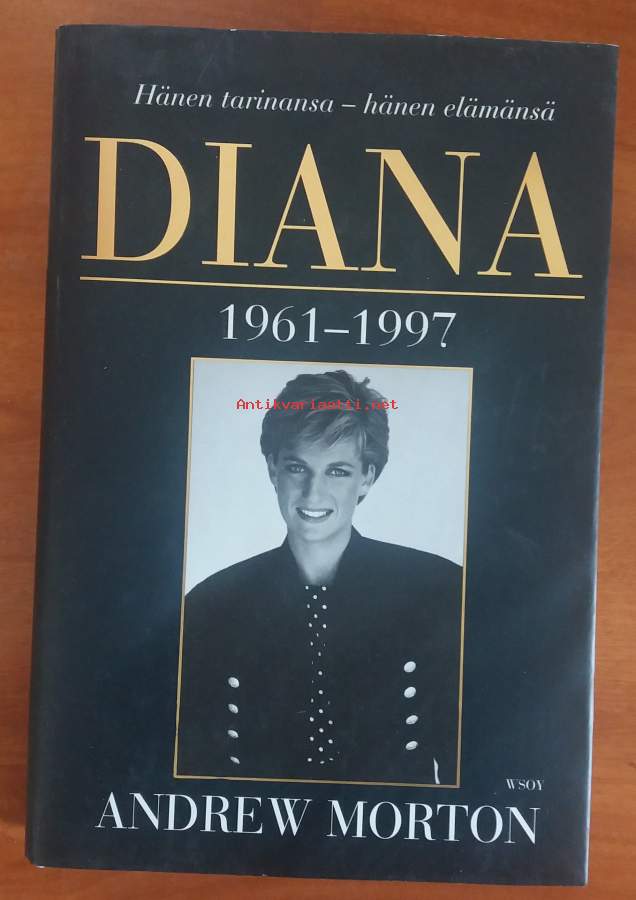 Hänen tarinansa – hänen elämänsä
DIANA
1961–1997
Antikvariaatti.net
WSOY
ANDREW MORTON